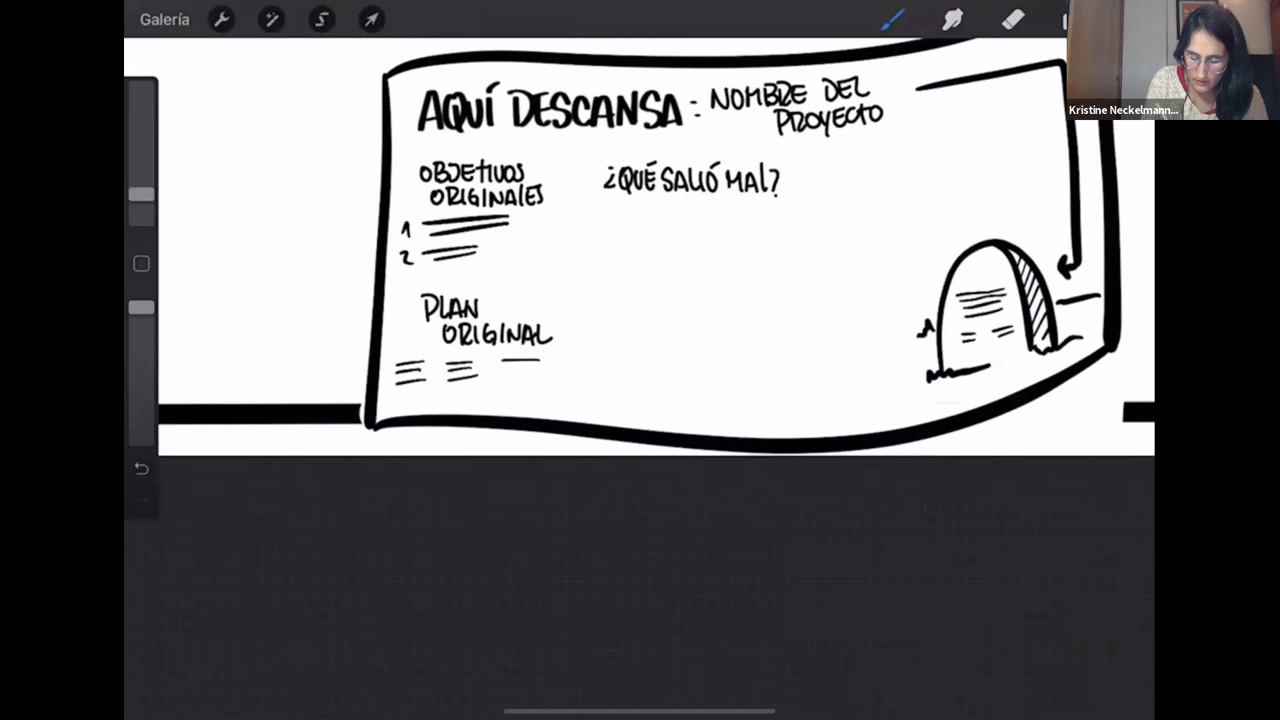 Galería
Kristine Neckelmann...
AQUÍ DESCANSA: NOMBRE DEL
PROYECTO
OBJETIVOS
ORIGINALES
¿QUÉ SALIÓ MAL?
1
2
PLAN
ORIGINAL